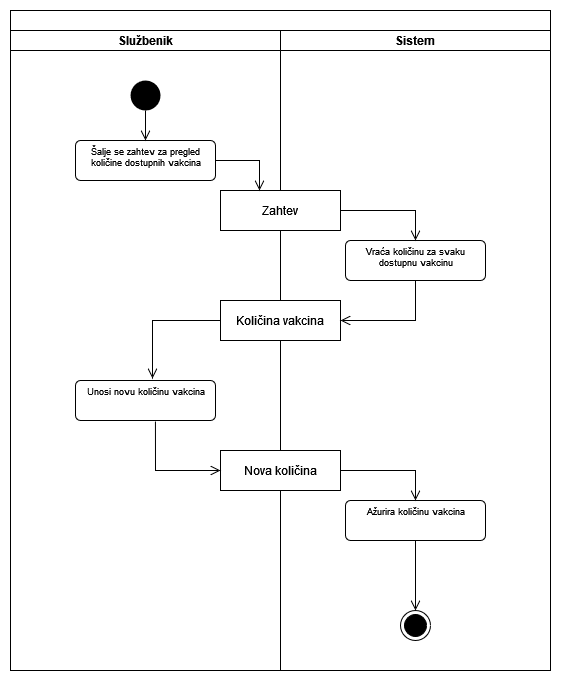 Službenik
Sistem
Šalje se zahtev za pregled
količine dostupnih vakcina
Zahtev
Vraća količinu za svaku
dostupnu vakcinu
Količina vakcina
Unosi novu količinu vakcina
Nova količina
Ažurira količinu vakcina